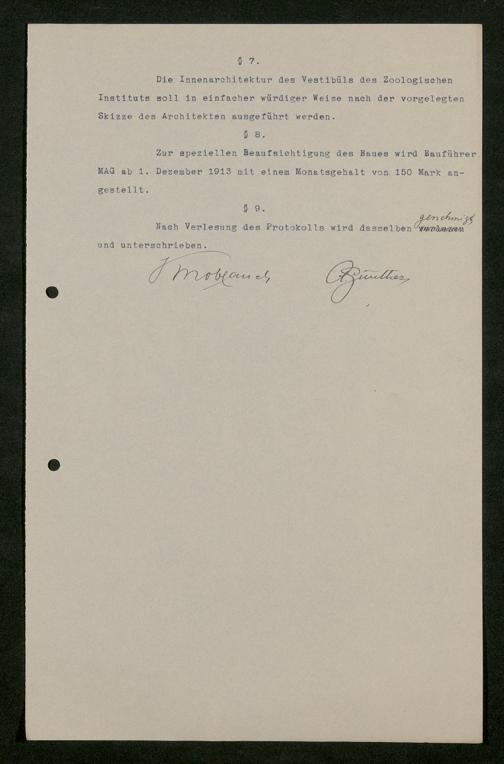 § 7.
Die Innenarchitektur des Vestibüls des Zoologischen
Instituts soll in einfacher würdiger Weise nach der vorgelegten
Skizze des Architekten ausgeführt werden.
§ 8.
Zur speziellen Beaufsichtigung des Baues wird Bauführer
MAG ab 1. Dezember 1913 mit einem Monatsgehalt von 150 Mark an-
gestellt.
§ 9.
genehmigt
Nach Verlesung des Protokolls wird dasselben
und unterschrieben.